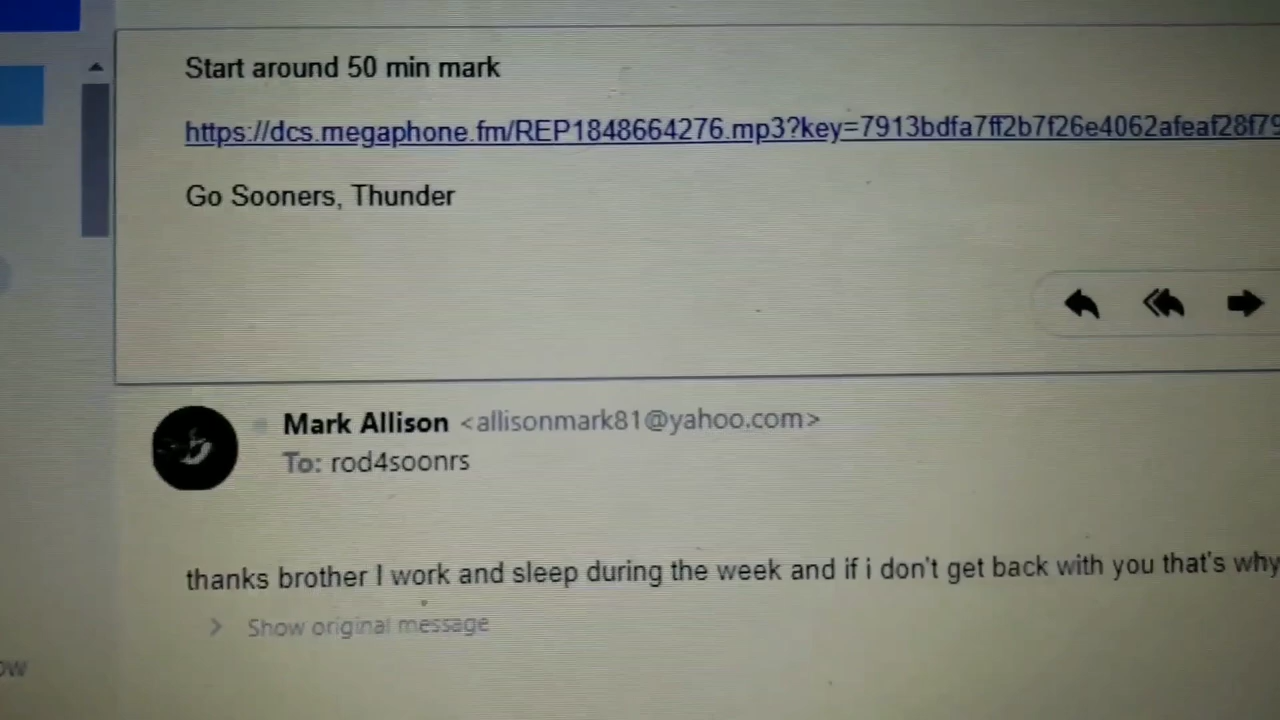 Start around 50 min mark
https://dcs.megaphone.fm/REP1848664276.mp3?key=7913bdfa7ff2b7f26e4062afeaf28f79
Go Sooners, Thunder
Mark Allison <allisonmark81@yahoo.com>
To: rod4soonrs
thanks brother I work and sleep during the week and if i don't get back with you that's why
Show original message
ow